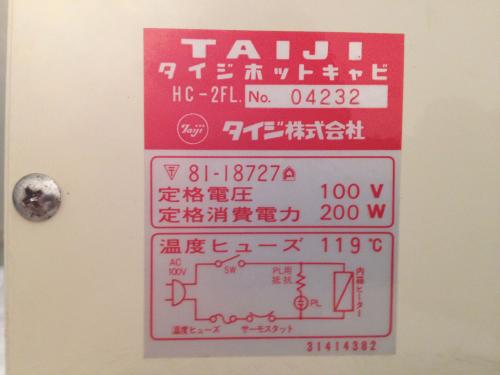 TAIJI
タイジホットキャビ
HC-2FL. No. 04232
Taiji タイジ株式会社
81-18727
定格電圧 100 V
定格消費電力 200 W
温度ヒューズ 119℃
AC
100V
SW
PL用
抵抗
PL
内箱ヒーター
温度ヒューズ サーモスタット
31414382